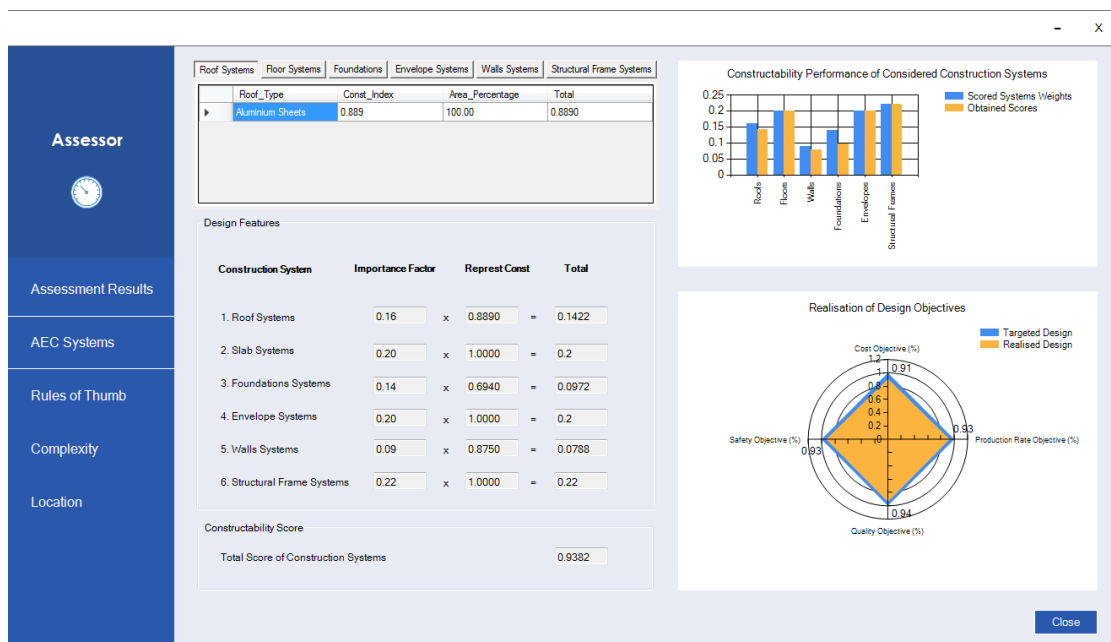 – X
Assessor
Assessment Results
AEC Systems
Rules of Thumb
Complexity
Location
Roof Systems Floor Systems Foundations Envelope Systems Walls Systems Structural Frame Systems
Roof_Type Const_Index Area_Percentage Total
Aluminium Sheets 0.889 100.00 0.8890
Design Features
Construction System Importance Factor Represt Const Total
1. Roof Systems 0.16 x 0.8890 = 0.1422
2. Slab Systems 0.20 x 1.0000 = 0.2
3. Foundations Systems 0.14 x 0.6940 = 0.0972
4. Envelope Systems 0.20 x 1.0000 = 0.2
5. Walls Systems 0.09 x 0.8750 = 0.0788
6. Structural Frame Systems 0.22 x 1.0000 = 0.22
Constructability Score
Total Score of Construction Systems 0.9382
Constructability Performance of Considered Construction Systems
0.25
0.2
0.15
0.1
0.05
0
Roofs
Floors
Walls
Foundations
Envelopes
Structural Frames
Scored Systems Weights
Obtained Scores
Realisation of Design Objectives
Targeted Design
Realised Design
Cost Objective (%)
1.2
1 0.91
0.8
0.6
0.4
0.2
0
0.93
Production Rate Objective (%)
Safety Objective (%)
0.93
0.94
Quality Objective (%)
Close